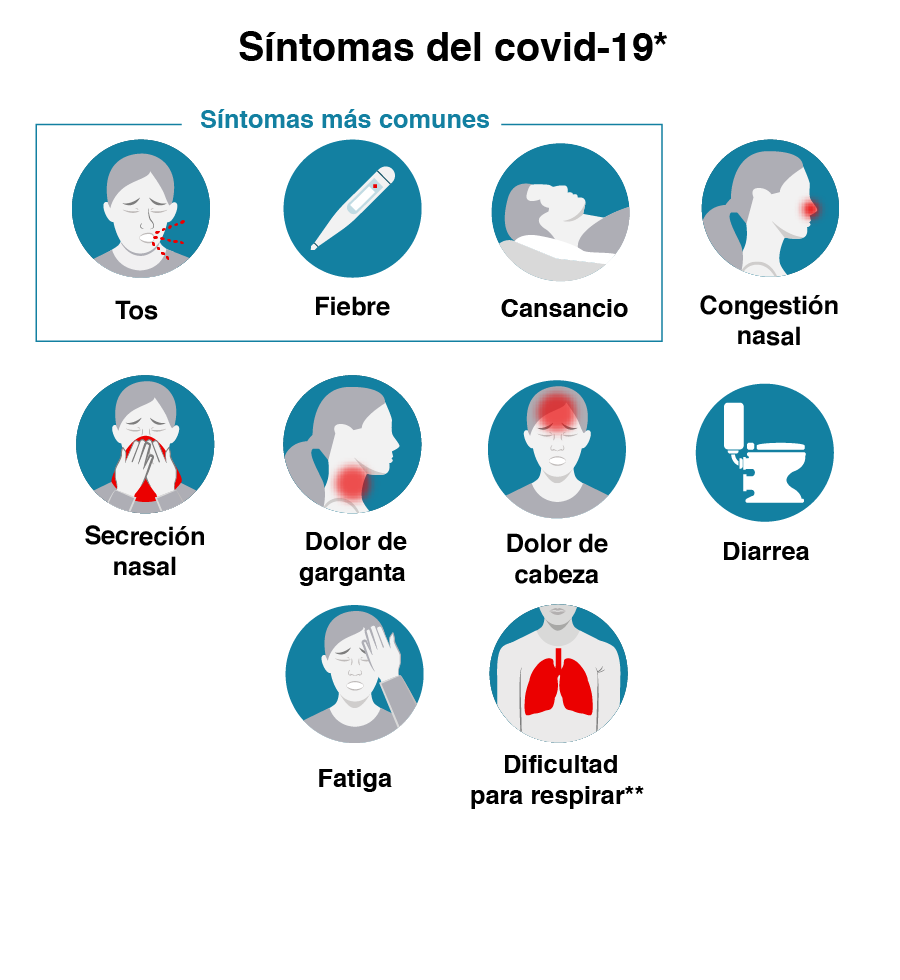 Síntomas del covid-19*
Síntomas más comunes
Tos
Fiebre
Cansancio
Congestión
nasal
Secreción
nasal
Dolor de
garganta
Dolor de
cabeza
Diarrea
Fatiga
Dificultad
para respirar**